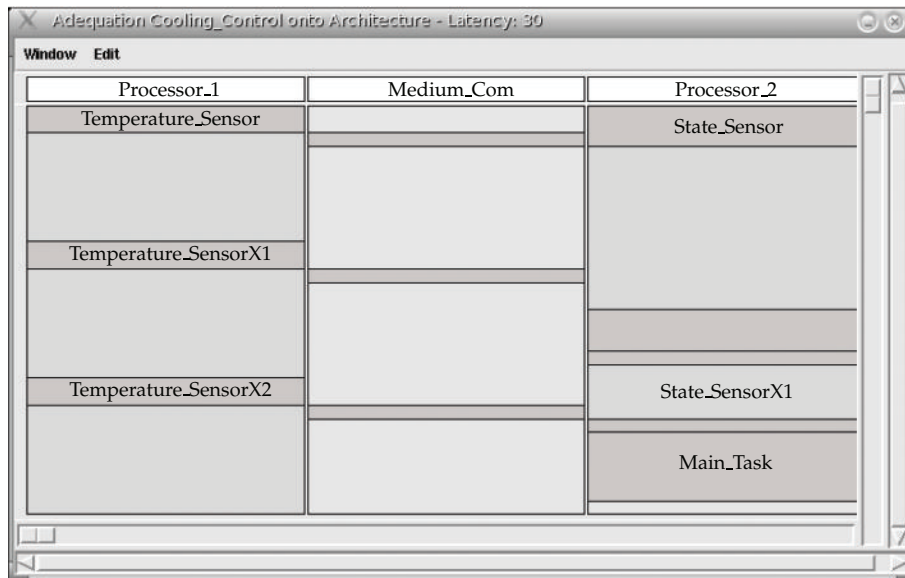 Adequation Cooling_Control onto Architecture - Latency: 30
Window Edit
Processor_1 Medium_Com Processor_2
Temperature_Sensor
State_Sensor
Temperature_SensorX1
Temperature_SensorX2
State_SensorX1
Main_Task